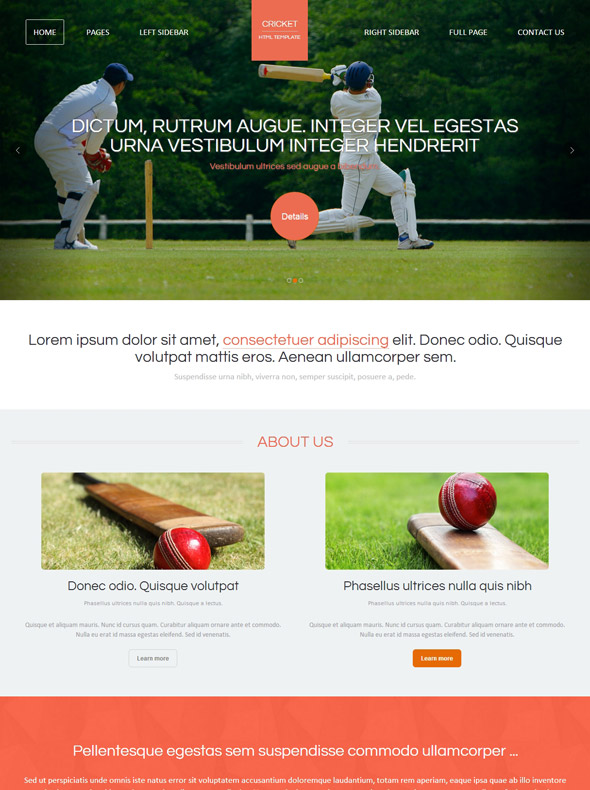 HOME
PAGES
LEFT SIDEBAR
CRICKET
HTML TEMPLATE
RIGHT SIDEBAR
FULL PAGE
CONTACT US
DICTUM, RUTRUM AUGUE. INTEGER VEL EGESTAS
URNA VESTIBULUM INTEGER HENDRERIT
Vestibulum ultrices sed augue a
Details
Lorem ipsum dolor sit amet, consectetuer adipiscing elit. Donec odio. Quisque
volutpat mattis eros. Aenean ullamcorper sem.
Suspendisse urna nibh, viverra non, semper suscipit, posuere a, pede.
ABOUT US
Donec odio. Quisque volutpat
Phasellus ultrices nulla quis nibh. Quisque a lectus.
Quisque et aliquam mauris. Nunc id cursus quam. Curabitur aliquam ornare ante et commodo.
Nulla eu erat id massa egestas eleifend. Sed id venenatis.
Learn more
Phasellus ultrices nulla quis nibh
Phasellus ultrices nulla quis nibh. Quisque a lectus.
Quisque et aliquam mauris. Nunc id cursus quam. Curabitur aliquam ornare ante et commodo.
Nulla eu erat id massa egestas eleifend. Sed id venenatis.
Learn more
Pellentesque egestas sem suspendisse commodo ullamcorper ...
Sed ut perspiciatis unde omnis iste natus error sit voluptatem accusantium doloremque laudantium, totam rem aperiam, eaque ipsa quae ab illo inventore